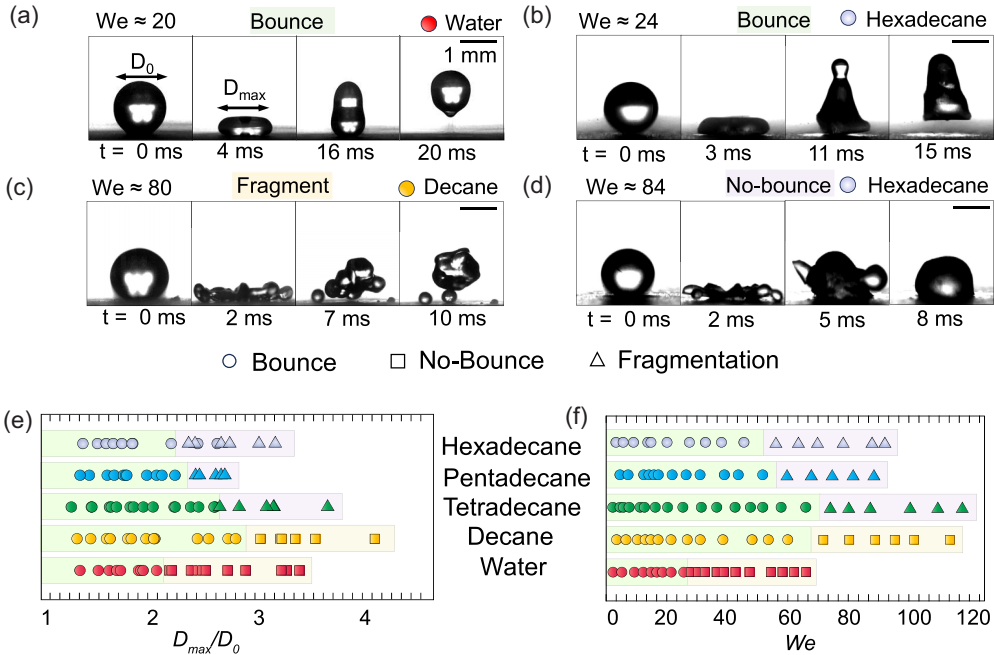 (a) We ≈ 20 Bounce Water
D₀
D_max
1 mm
t = 0 ms 4 ms 16 ms 20 ms
(b) We ≈ 24 Bounce Hexadecane
t = 0 ms 3 ms 11 ms 15 ms
(c) We ≈ 80 Fragment Decane
t = 0 ms 2 ms 7 ms 10 ms
(d) We ≈ 84 No-bounce Hexadecane
t = 0 ms 2 ms 5 ms 8 ms
Bounce No-Bounce Fragmentation
(e)
Hexadecane
Pentadecane
Tetradecane
Decane
Water
1 2 3 4
D_max/D₀
(f)
0 20 40 60 80 100 120
We